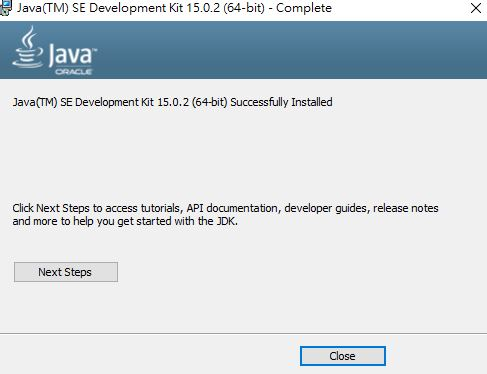 Java(TM) SE Development Kit 15.0.2 (64-bit) - Complete
Java™
ORACLE
Java(TM) SE Development Kit 15.0.2 (64-bit) Successfully Installed
Click Next Steps to access tutorials, API documentation, developer guides, release notes
and more to help you get started with the JDK.
Next Steps
Close